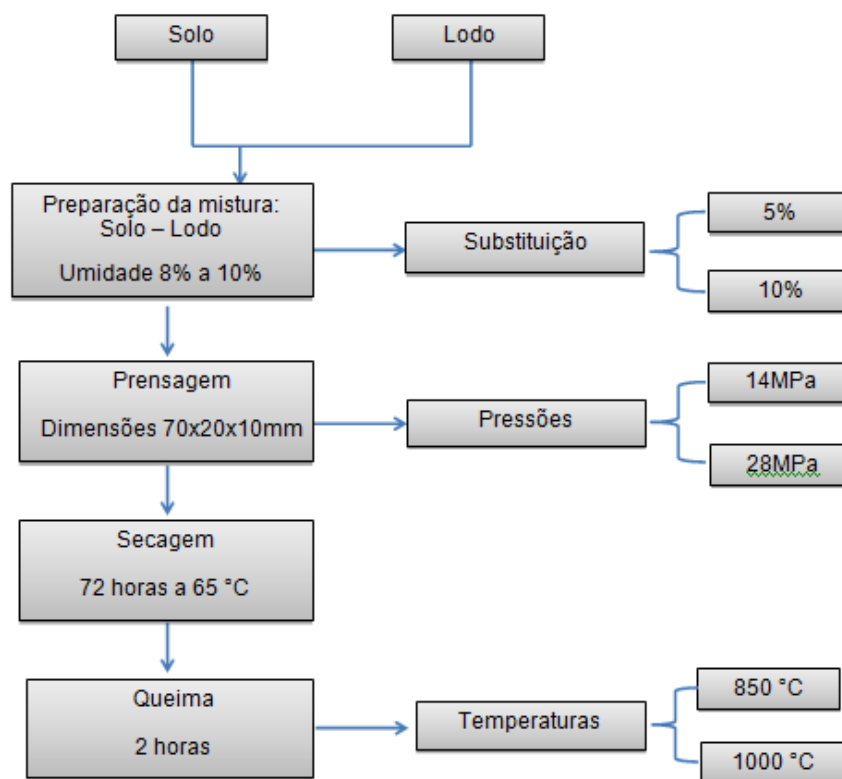 Solo
Lodo
Preparação da mistura:
Solo – Lodo
Umidade 8% a 10%
Substituição
5%
10%
Prensagem
Dimensões 70x20x10mm
Pressões
14MPa
28MPa
Secagem
72 horas a 65 °C
Queima
2 horas
Temperaturas
850 °C
1000 °C